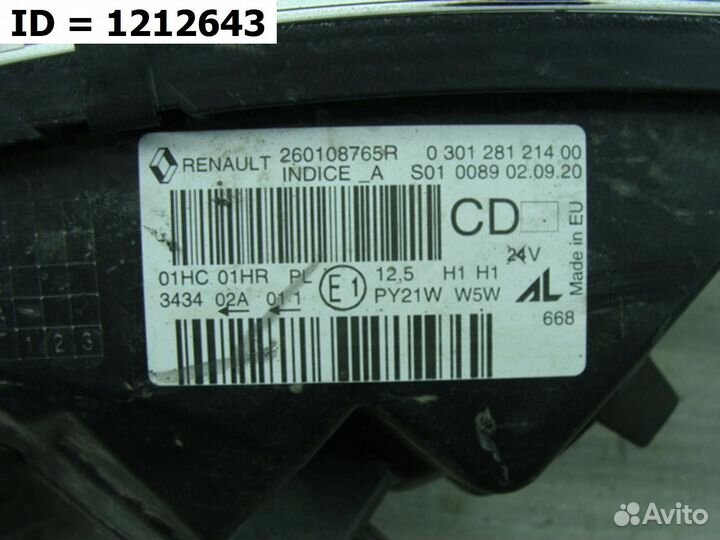 ID = 1212643
RENAULT 260108765R 0 301 281 214 00
INDICE _A S01 0089 02.09.20
CD
24V
Made in EU
01HC 01HR PL E1 12,5 H1 H1
3434 02A 01 1 PY21W W5W AL
668
1 2 3
Avito